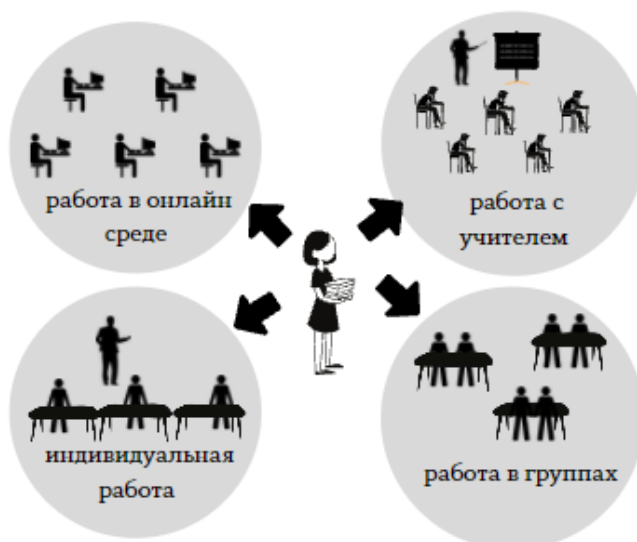 работа в онлайн
среде
работа с
учителем
индивидуальная
работа
работа в группах